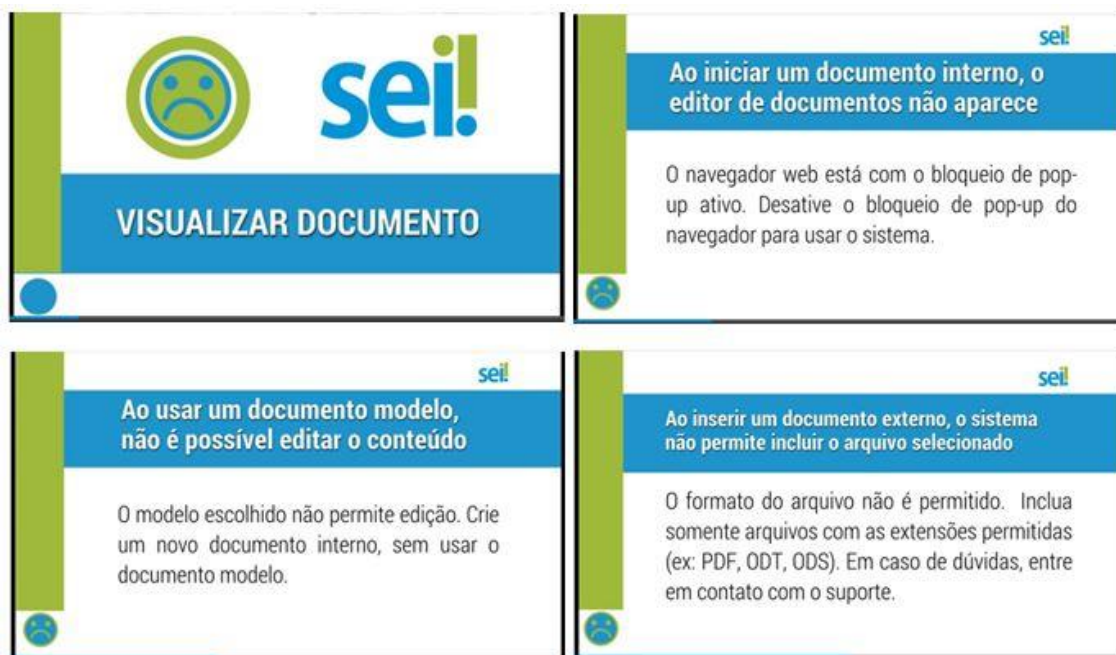 sei!
VISUALIZAR DOCUMENTO
sei!
Ao iniciar um documento interno, o
editor de documentos não aparece
O navegador web está com o bloqueio de pop-
up ativo. Desative o bloqueio de pop-up do
navegador para usar o sistema.
sei!
Ao usar um documento modelo,
não é possível editar o conteúdo
O modelo escolhido não permite edição. Crie
um novo documento interno, sem usar o
documento modelo.
sei!
Ao inserir um documento externo, o sistema
não permite incluir o arquivo selecionado
O formato do arquivo não é permitido. Inclua
somente arquivos com as extensões permitidas
(ex: PDF, ODT, ODS). Em caso de dúvidas, entre
em contato com o suporte.